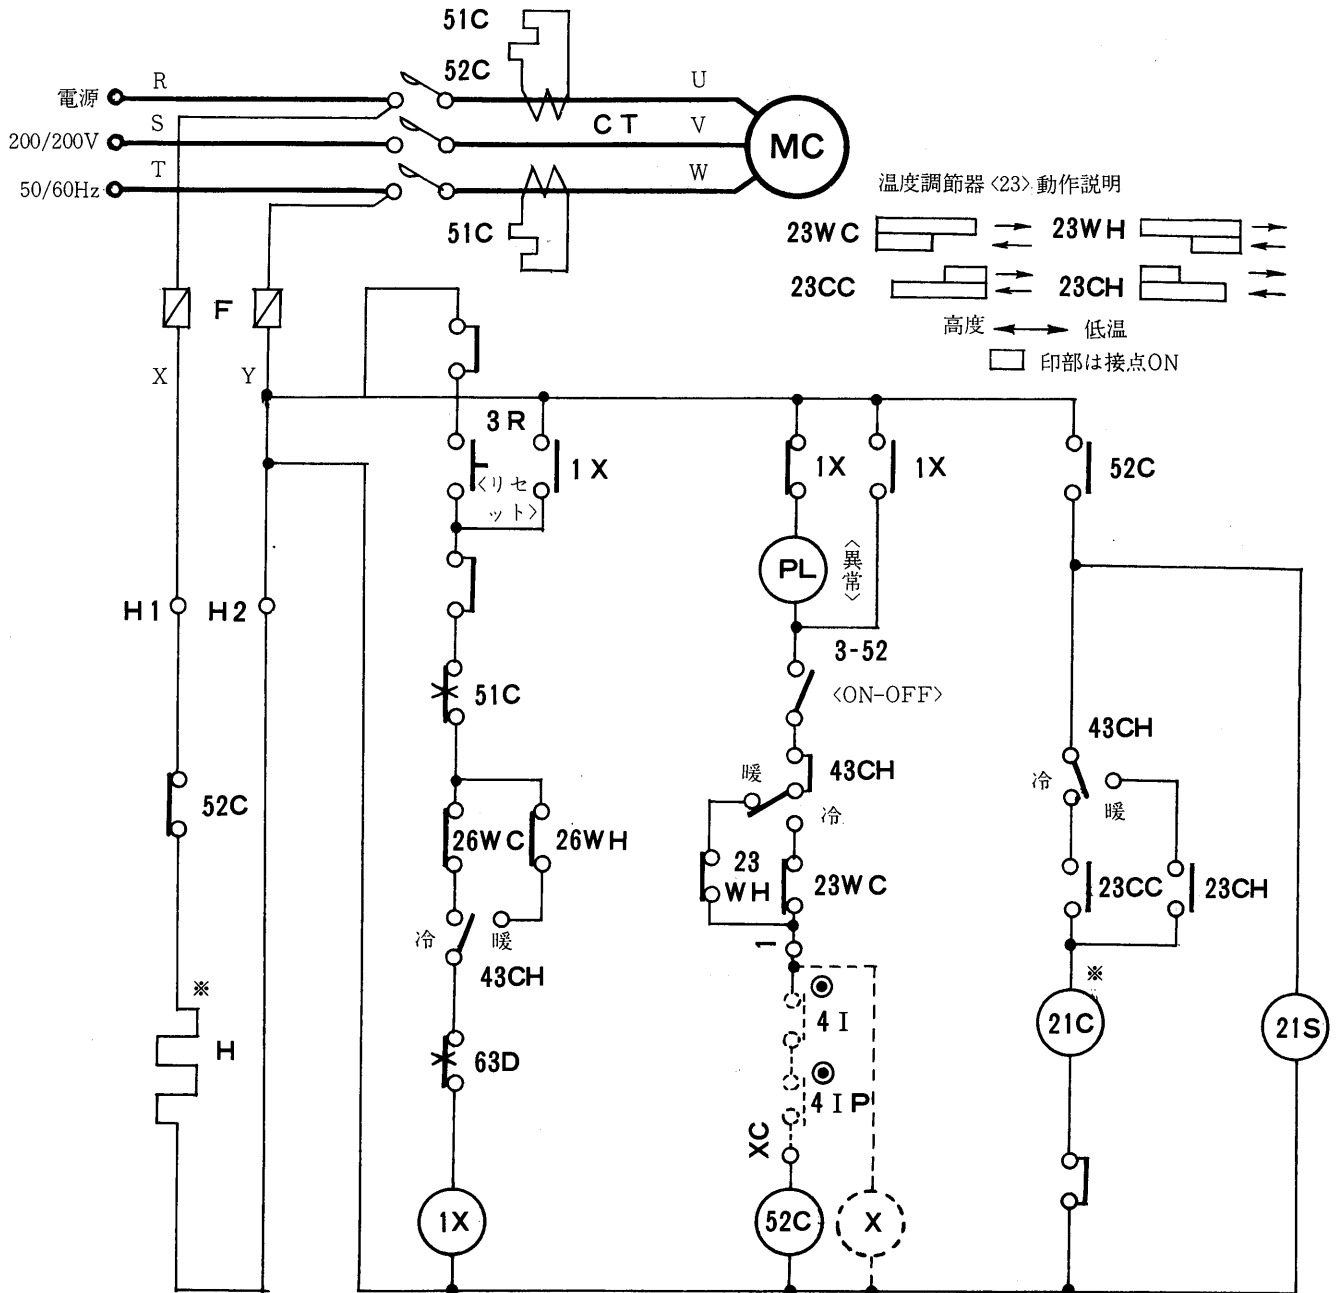 51C
52C
電源
R
U
200/200V
S
CT
V
MC
50/60Hz
T
W
51C
温度調節器〈23〉動作説明
23WC
23WH
23CC
23CH
高度
低温
印部は接点ON
F
X
Y
3R
〈リセ
ット〉
1X
1X
1X
52C
PL
〈異常〉
H1
H2
3-52
〈ON-OFF〉
51C
43CH
暖
冷
43CH
冷
暖
52C
26WC
26WH
23
WH
23WC
23CC
23CH
冷
暖
43CH
1
※
H
63D
4I
4IP
XC
※
21C
21S
1X
52C
X